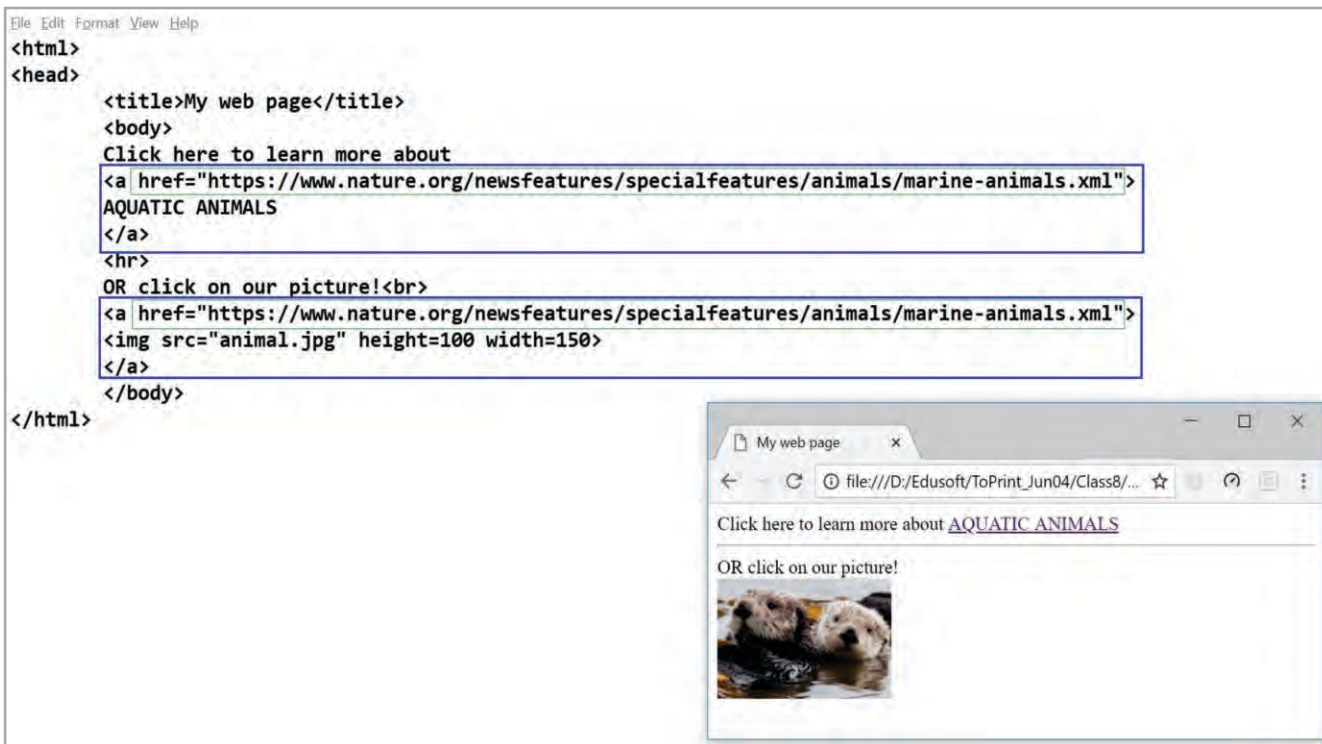 File Edit Format View Help
<html>
<head>
<title>My web page</title>
<body>
Click here to learn more about
<a href="https://www.nature.org/newsfeatures/specialfeatures/animals/marine-animals.xml">
AQUATIC ANIMALS
</a>
<hr>
OR click on our picture!<br>
<a href="https://www.nature.org/newsfeatures/specialfeatures/animals/marine-animals.xml">
<img src="animal.jpg" height=100 width=150>
</a>
</body>
</html>
My web page
file:///D:/Edusoft/ToPrint_Jun04/Class8/...
Click here to learn more about AQUATIC ANIMALS
OR click on our picture!